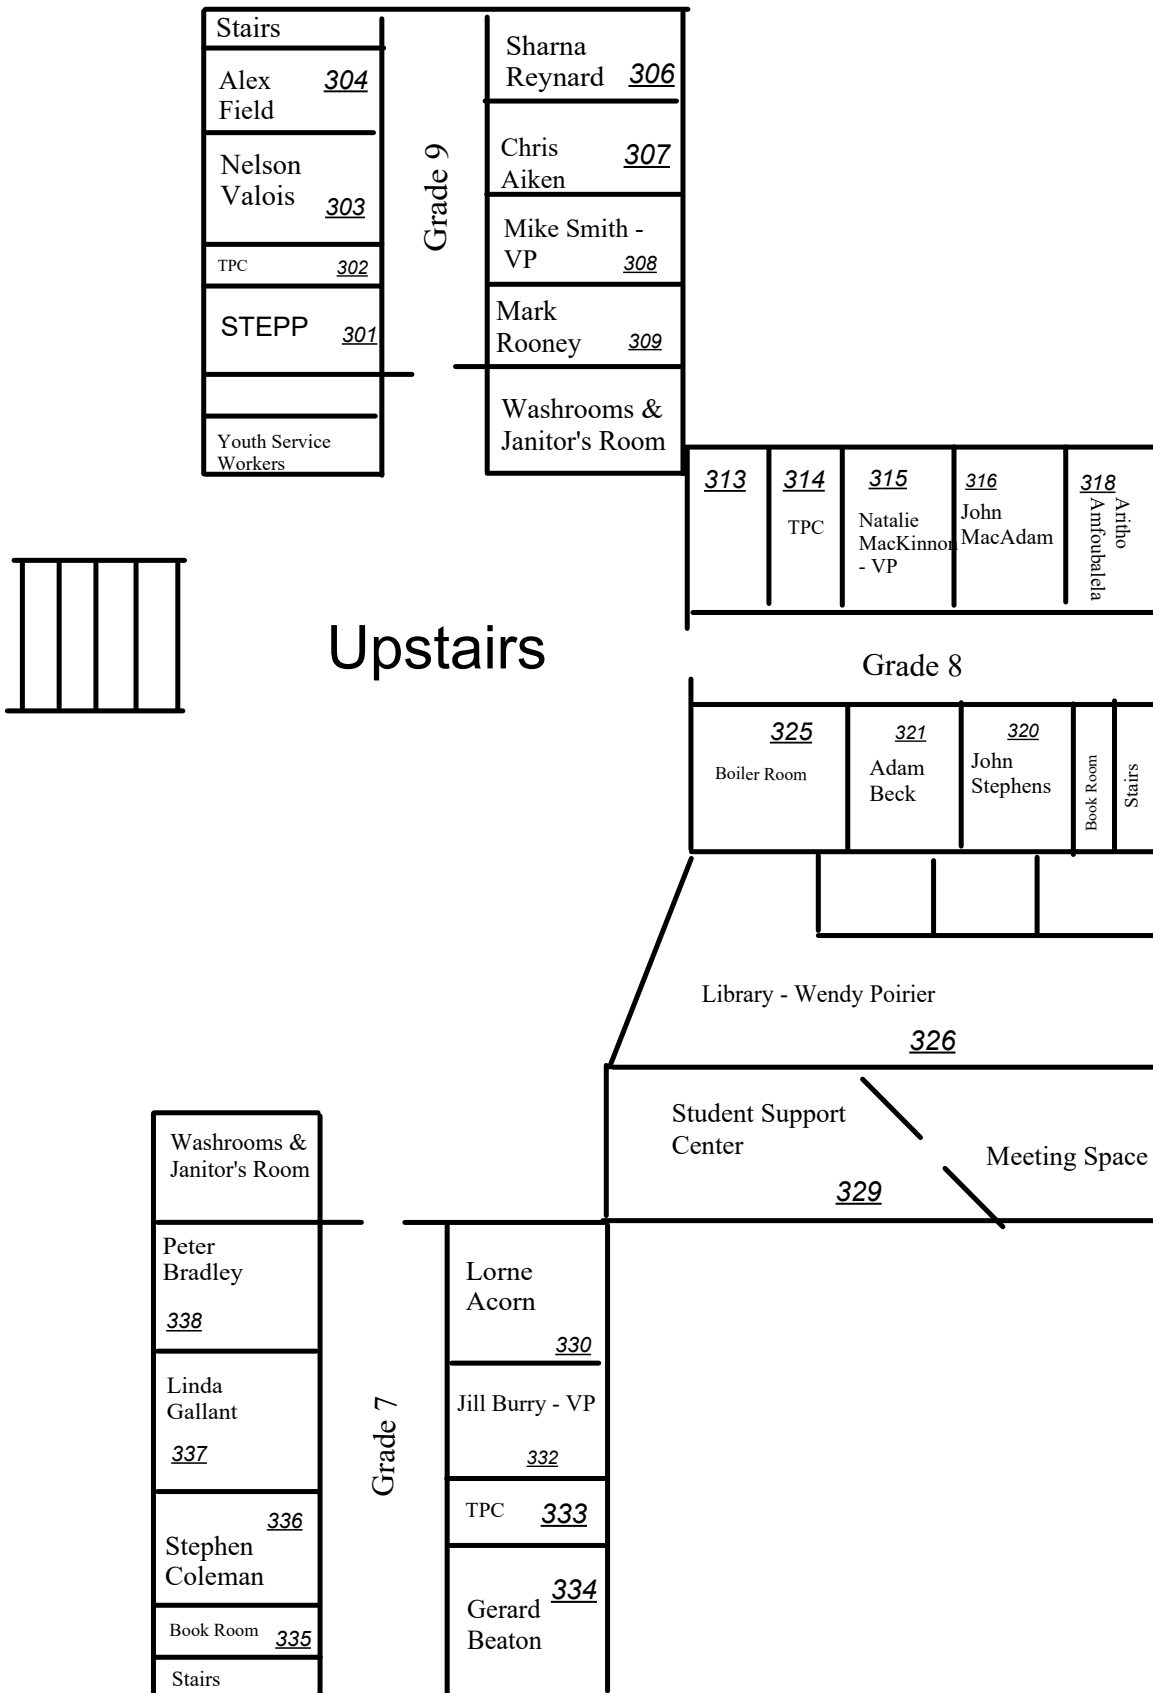 Stairs
Alex
Field
304
Nelson
Valois
303
TPC
302
STEPP
301
Youth Service
Workers
Grade 9
Sharna
Reynard
306
Chris
Aiken
307
Mike Smith -
VP
308
Mark
Rooney
309
Washrooms &
Janitor's Room
313
314
TPC
315
Natalie
MacKinnon
- VP
316
John
MacAdam
318
Aritho
Amfoubalela
Upstairs
Grade 8
325
Boiler Room
321
Adam
Beck
320
John
Stephens
Book Room
Stairs
Library - Wendy Poirier
326
Student Support
Center
329
Meeting Space
Washrooms &
Janitor's Room
Peter
Bradley
338
Linda
Gallant
337
336
Stephen
Coleman
Book Room
335
Stairs
Grade 7
Lorne
Acorn
330
Jill Burry - VP
332
TPC
333
334
Gerard
Beaton